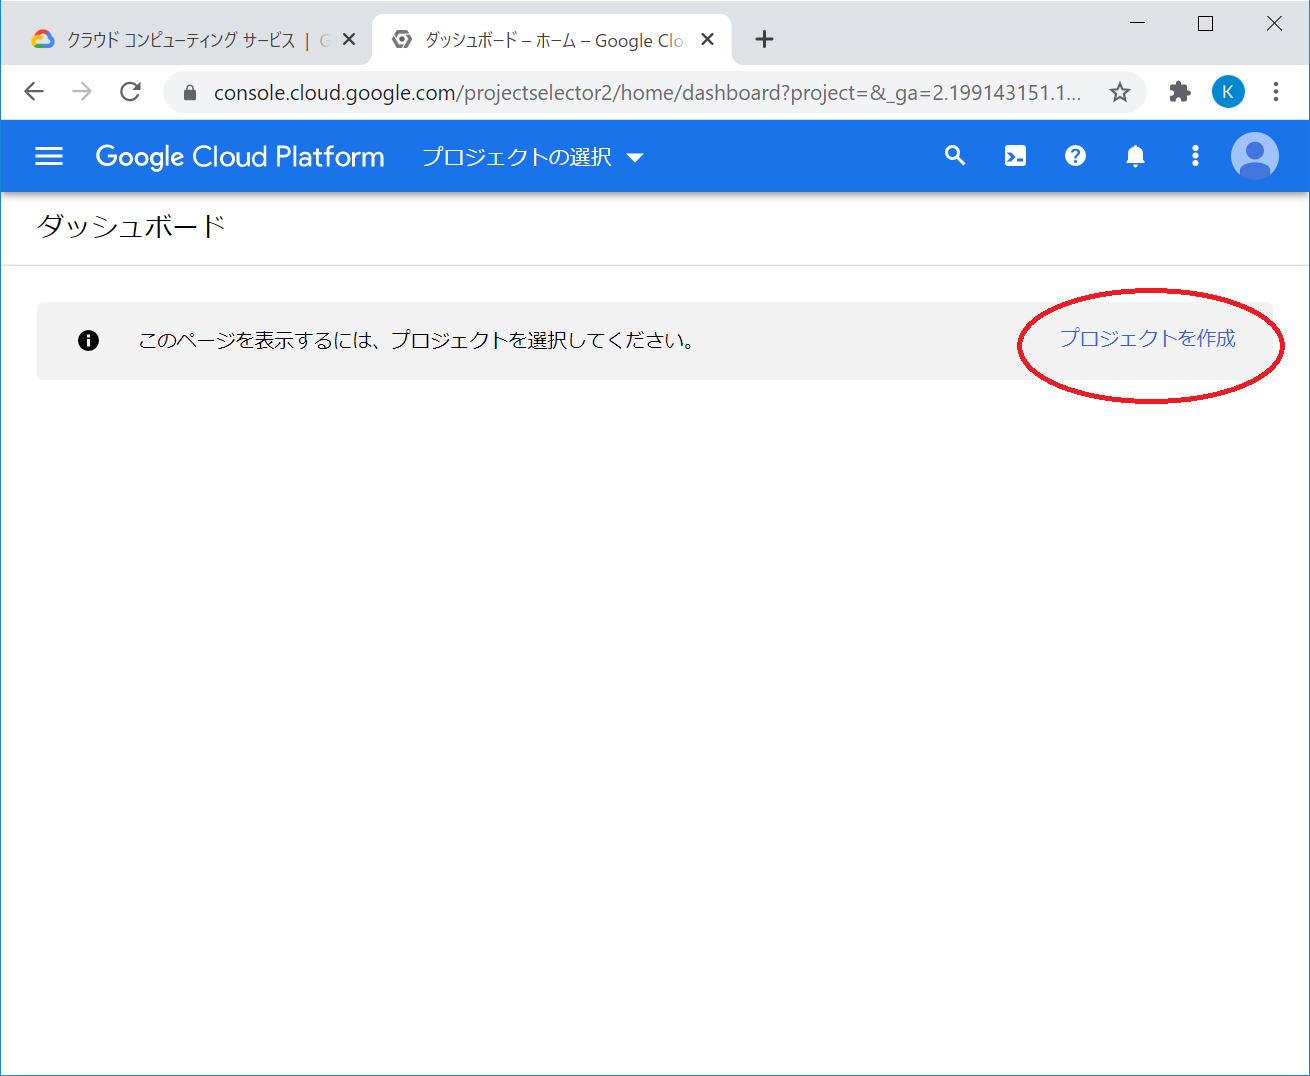 クラウド コンピューティング サービス | G
ダッシュボード – ホーム – Google Clou
console.cloud.google.com/projectselector2/home/dashboard?project=&_ga=2.199143151.1...
K
Google Cloud Platform
プロジェクトの選択
ダッシュボード
このページを表示するには、プロジェクトを選択してください。
プロジェクトを作成